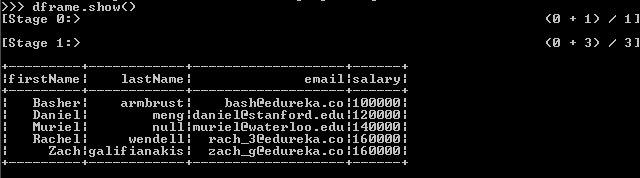 >>> dframe.show()
[Stage 0:>                                                          (0 + 1) / 1]
[Stage 1:>                                                          (0 + 3) / 3]
+---------+------------+-------------------+------+
¦firstName¦    lastName¦              email¦salary¦
+---------+------------+-------------------+------+
¦   Basher¦    armbrust¦    bash@edureka.co¦100000¦
¦   Daniel¦        meng¦daniel@stanford.edu¦120000¦
¦   Muriel¦        null¦muriel@waterloo.edu¦140000¦
¦   Rachel¦     wendell¦  rach_3@edureka.co¦160000¦
¦     Zach¦galifianakis¦  zach_g@edureka.co¦160000¦
+---------+------------+-------------------+------+